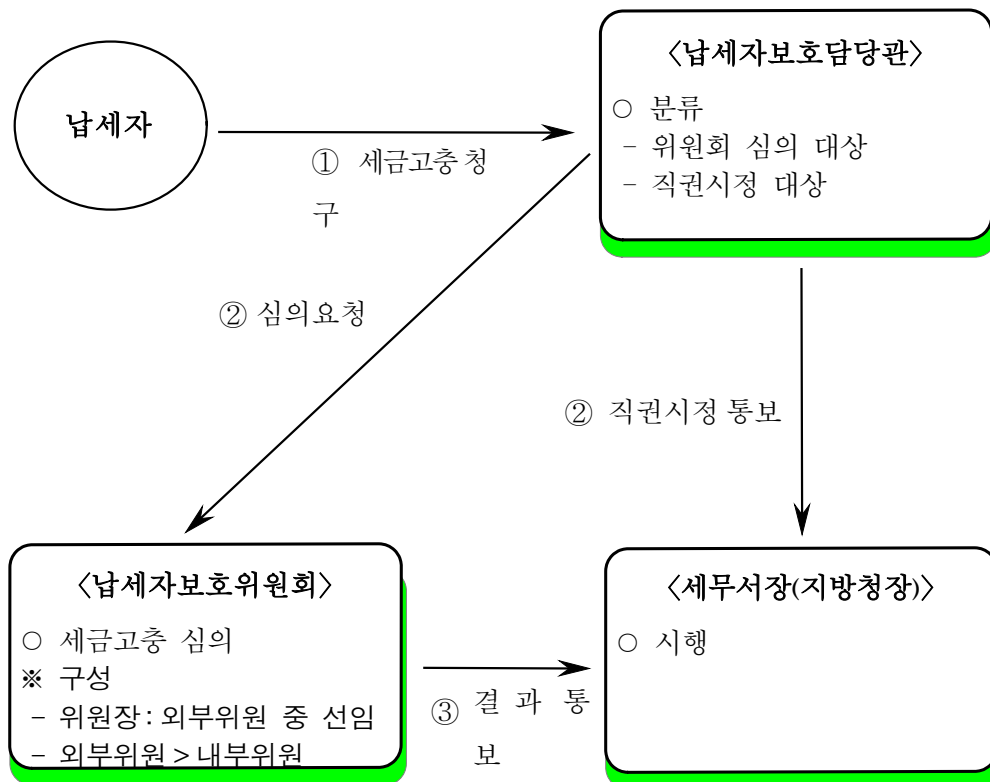 납세자
① 세금고충 청
구
〈납세자보호담당관〉
○ 분류
- 위원회 심의 대상
- 직권시정 대상
② 심의요청
② 직권시정 통보
〈납세자보호위원회〉
○ 세금고충 심의
※ 구성
- 위원장 : 외부위원 중 선임
- 외부위원 > 내부위원
③ 결 과 통
보
〈세무서장(지방청장)〉
○ 시행